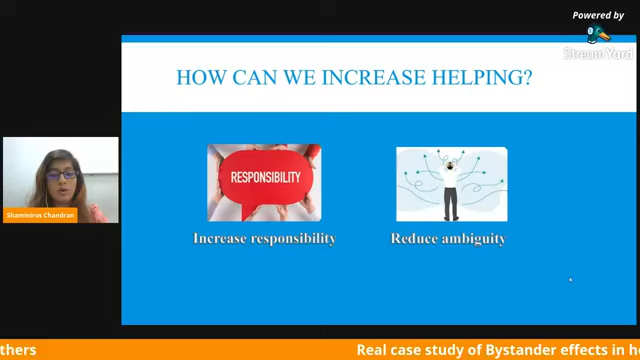 Powered by
StreamYard
HOW CAN WE INCREASE HELPING?
RESPONSIBILITY
Increase responsibility
Reduce ambiguity
Shaminiros Chandran
thers
Real case study of Bystander effects in he